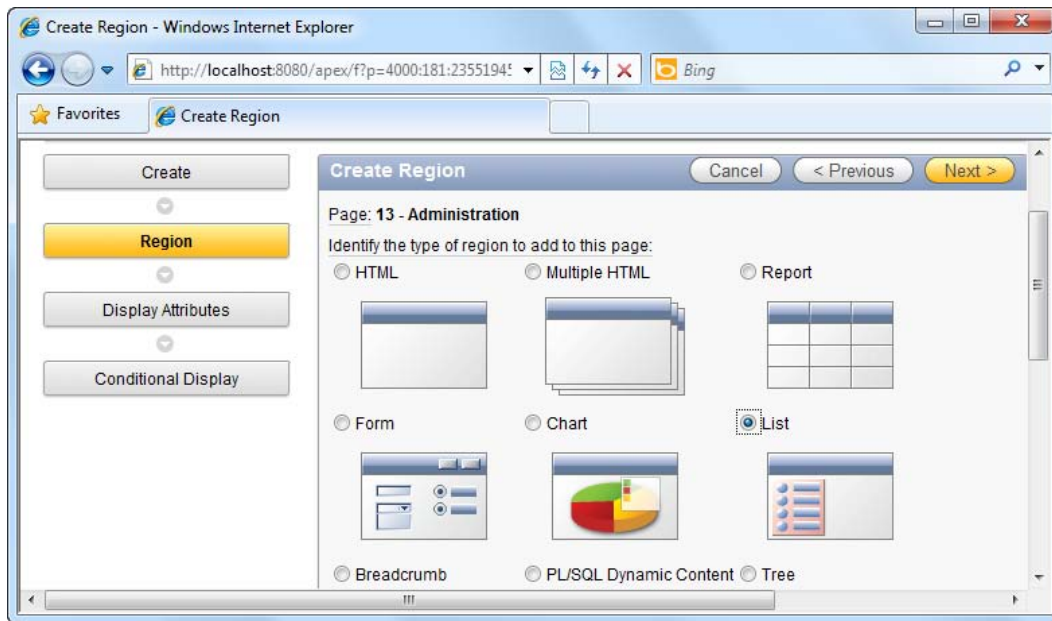 Create Region - Windows Internet Explorer
http://localhost:8080/apex/f?p=4000:181:23551945
Bing
Favorites
Create Region
Create
Region
Display Attributes
Conditional Display
Create Region
Cancel
< Previous
Next >
Page: 13 - Administration
Identify the type of region to add to this page:
HTML
Multiple HTML
Report
Form
Chart
List
Breadcrumb
PL/SQL Dynamic Content
Tree